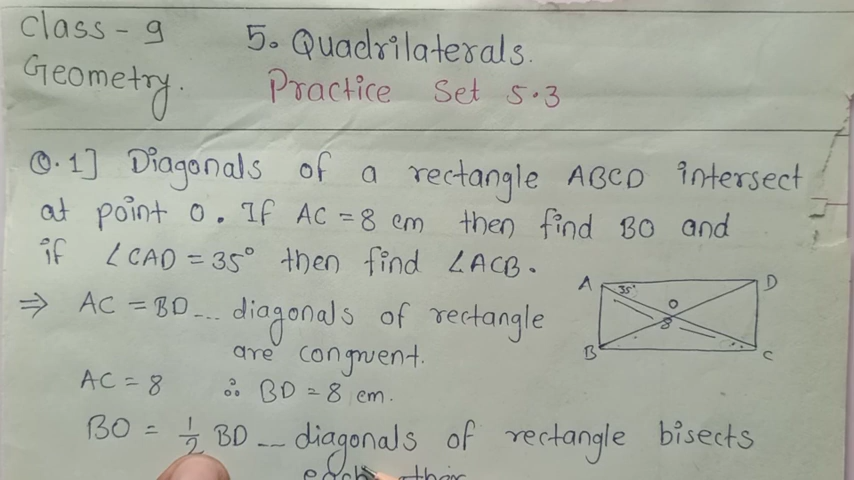 Class - 9
Geometry.
5. Quadrilaterals.
Practice Set 5.3
Q.1] Diagonals of a rectangle ABCD intersect
at point O. If AC = 8 cm then find BO and
if ∠CAD = 35° then find ∠ACB.
⇒ AC = BD ... diagonals of rectangle
are congruent.
AC = 8 ∴ BD = 8 cm.
BO = 1/2 BD ... diagonals of rectangle bisects
each other
A
35°
D
O
8
B
C